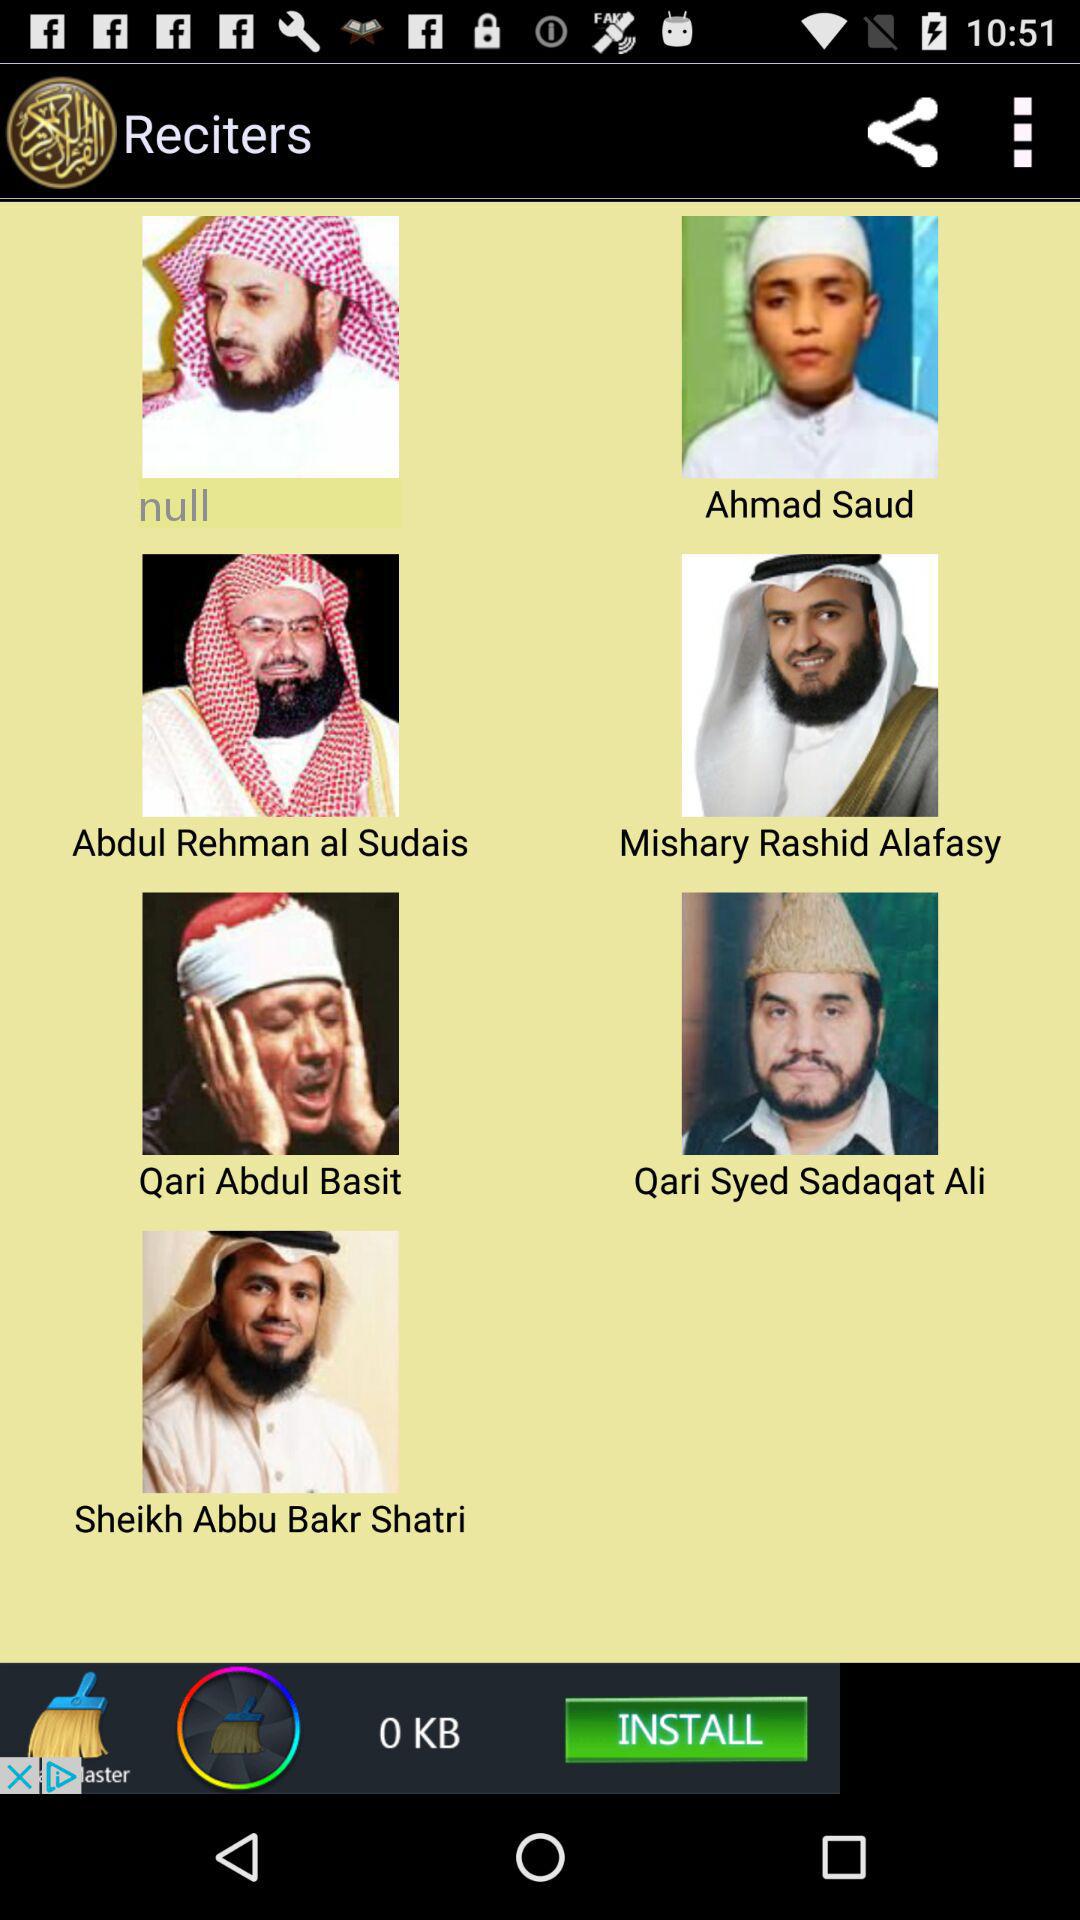 FAK
10:51
Reciters
null
Ahmad Saud
Abdul Rehman al Sudais
Mishary Rashid Alafasy
Qari Abdul Basit
Qari Syed Sadaqat Ali
Sheikh Abbu Bakr Shatri
0 KB
INSTALL